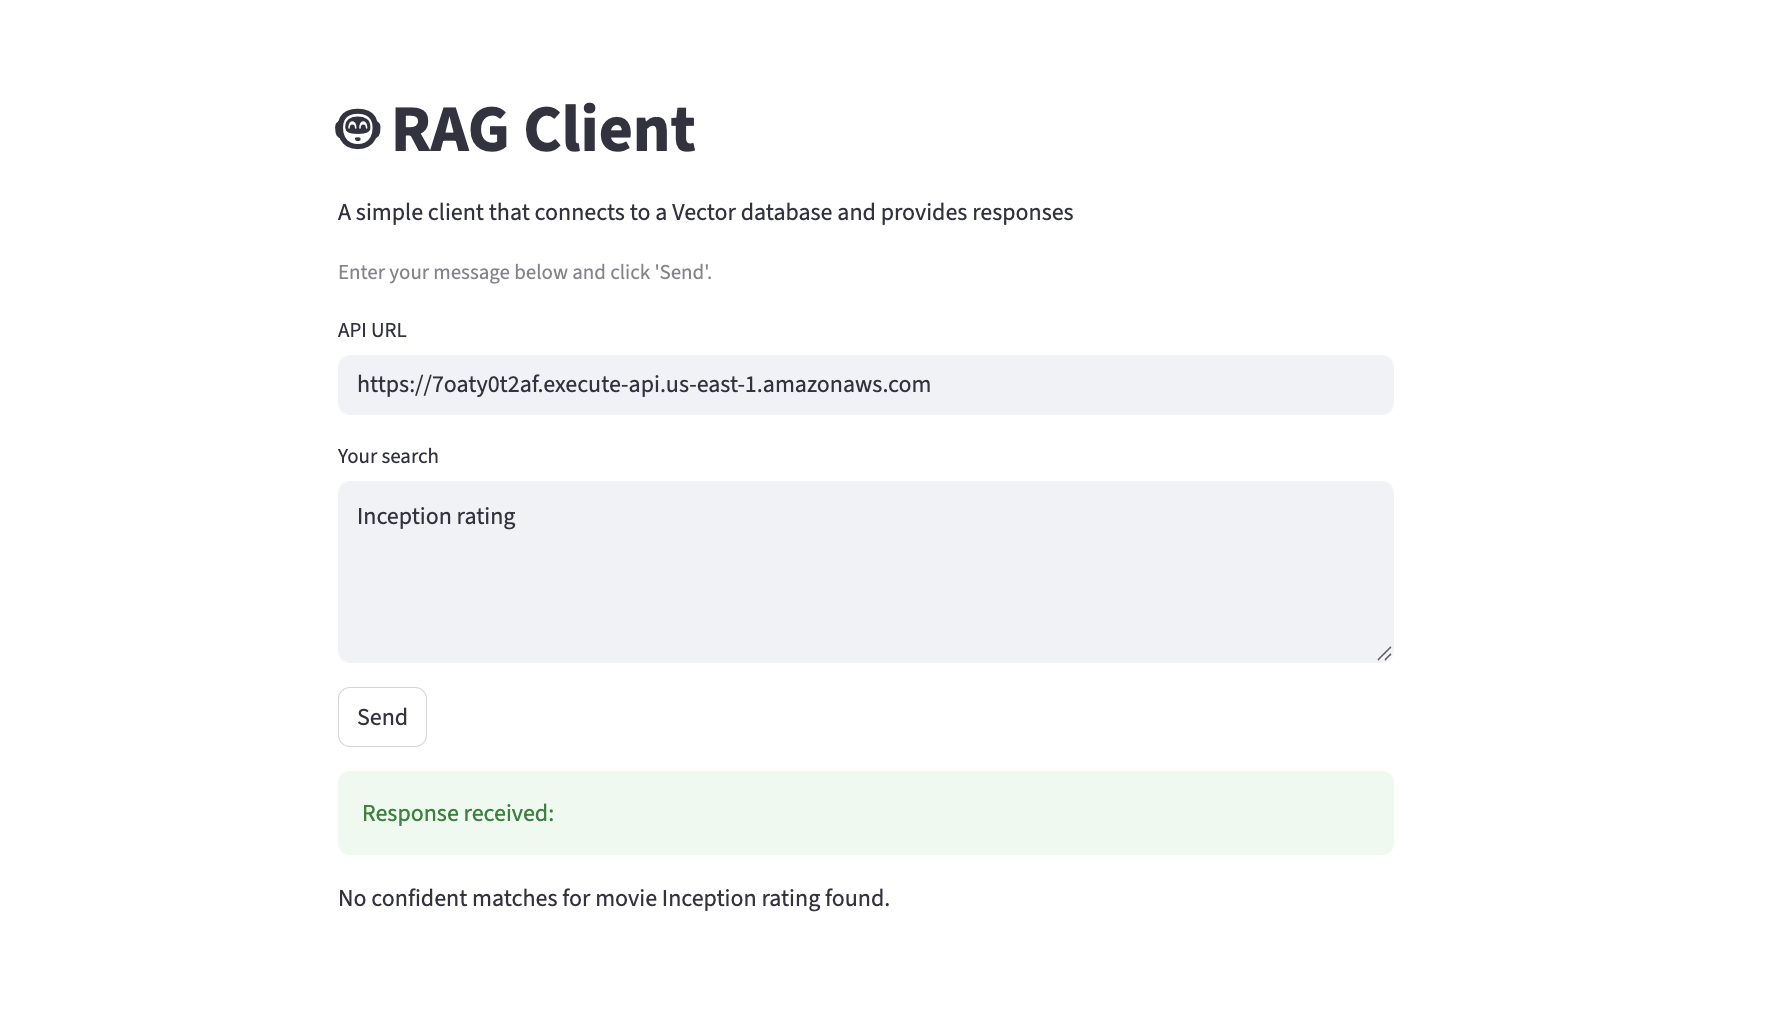 RAG Client
A simple client that connects to a Vector database and provides responses
Enter your message below and click 'Send'.
API URL
https://7oaty0t2af.execute-api.us-east-1.amazonaws.com
Your search
Inception rating
Send
Response received:
No confident matches for movie Inception rating found.